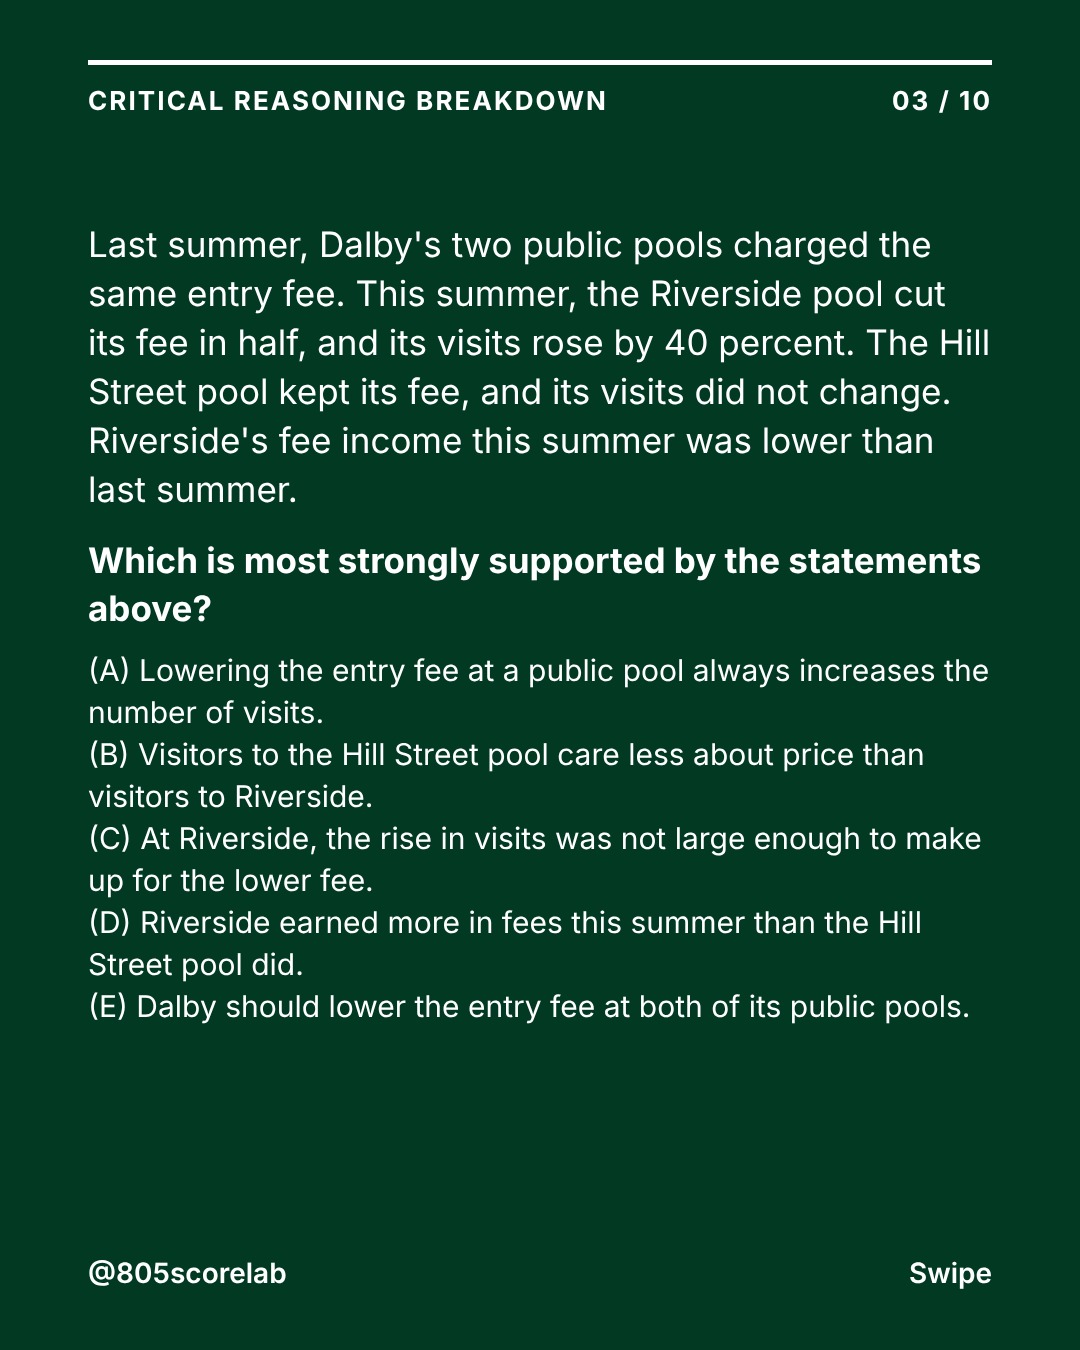 CRITICAL REASONING BREAKDOWN
03 / 10
Last summer, Dalby's two public pools charged the
same entry fee. This summer, the Riverside pool cut
its fee in half, and its visits rose by 40 percent. The Hill
Street pool kept its fee, and its visits did not change.
Riverside's fee income this summer was lower than
last summer.
Which is most strongly supported by the statements
above?
(A) Lowering the entry fee at a public pool always increases the
number of visits.
(B) Visitors to the Hill Street pool care less about price than
visitors to Riverside.
(C) At Riverside, the rise in visits was not large enough to make
up for the lower fee.
(D) Riverside earned more in fees this summer than the Hill
Street pool did.
(E) Dalby should lower the entry fee at both of its public pools.
@805scorelab
Swipe